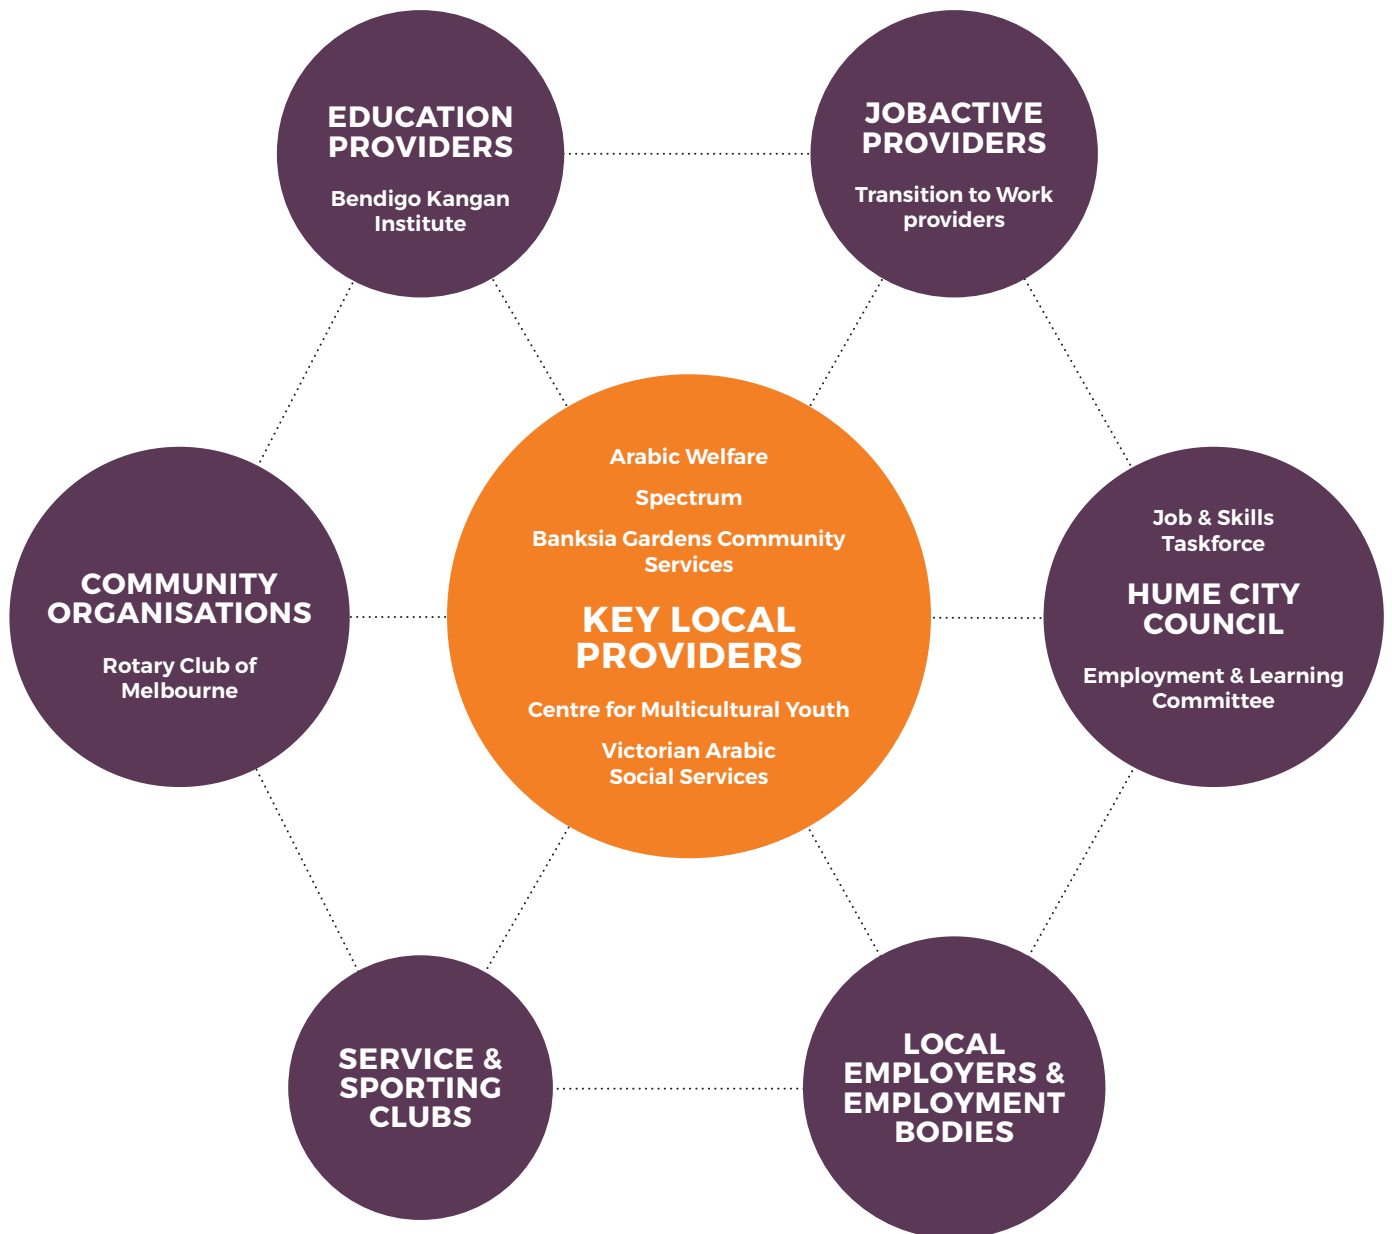 EDUCATION
PROVIDERS
Bendigo Kangan
Institute
JOBACTIVE
PROVIDERS
Transition to Work
providers
COMMUNITY
ORGANISATIONS
Rotary Club of
Melbourne
Arabic Welfare
Spectrum
Banksia Gardens Community
Services
KEY LOCAL
PROVIDERS
Centre for Multicultural Youth
Victorian Arabic
Social Services
Job & Skills
Taskforce
HUME CITY
COUNCIL
Employment & Learning
Committee
SERVICE &
SPORTING
CLUBS
LOCAL
EMPLOYERS &
EMPLOYMENT
BODIES